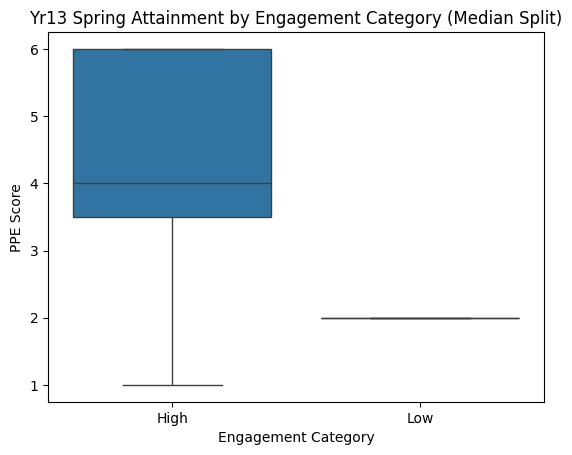 Yr13 Spring Attainment by Engagement Category (Median Split)
6
5
4
3
2
1
PPE Score
High
Low
Engagement Category